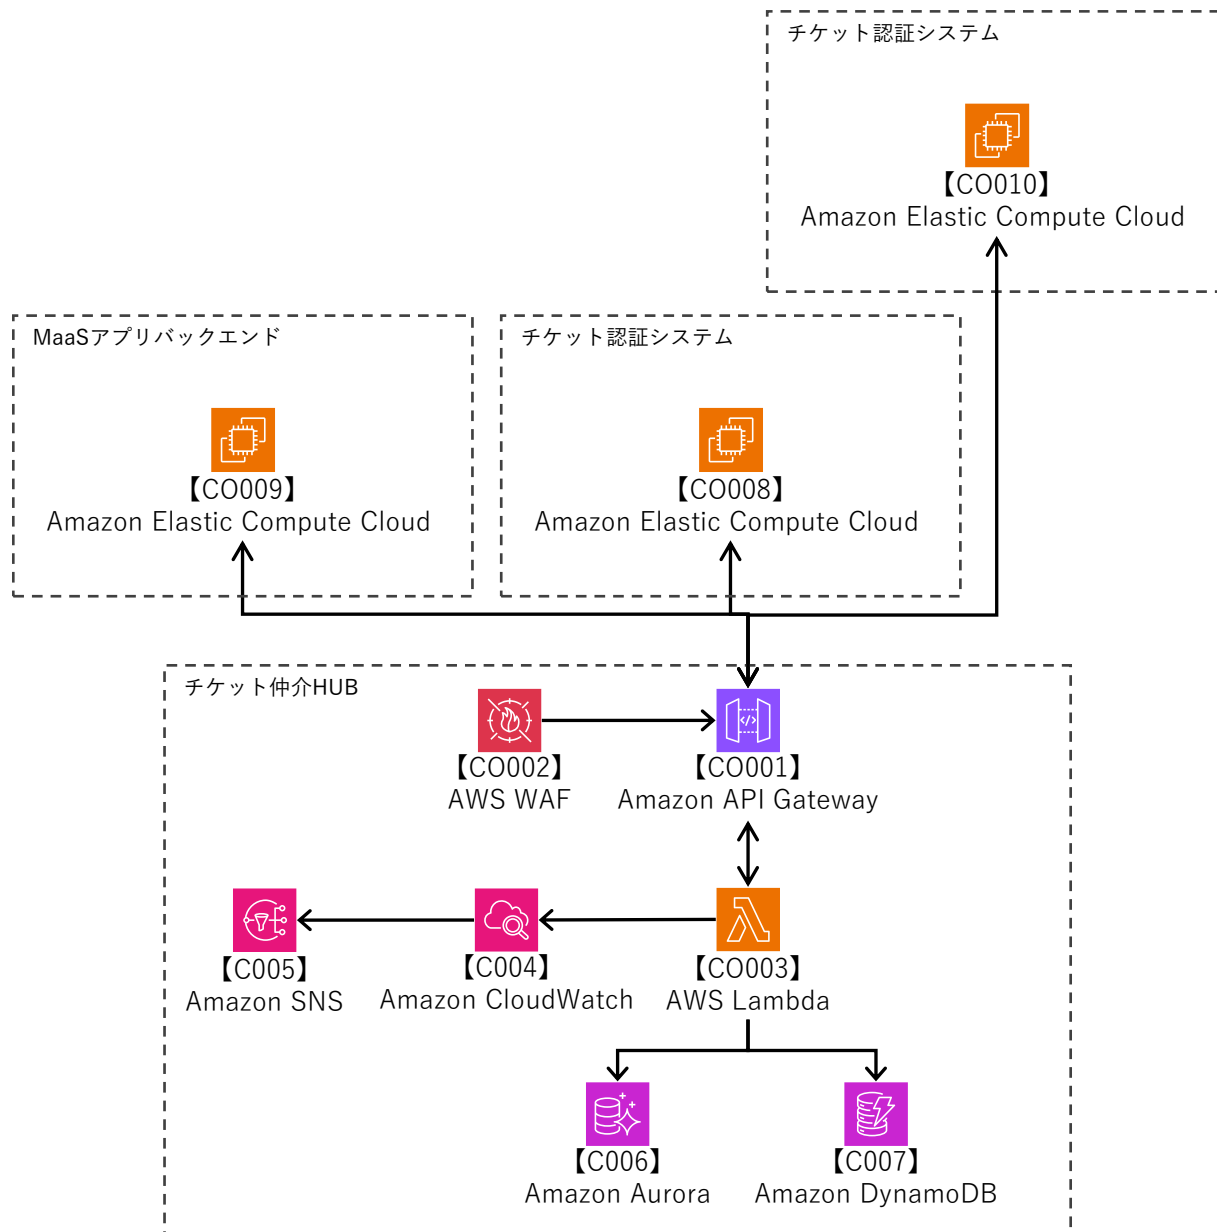 チケット認証システム
【CO010】
Amazon Elastic Compute Cloud
MaaSアプリバックエンド
【CO009】
Amazon Elastic Compute Cloud
チケット認証システム
【CO008】
Amazon Elastic Compute Cloud
チケット仲介HUB
【CO002】
AWS WAF
【CO001】
Amazon API Gateway
【C005】
Amazon SNS
【C004】
Amazon CloudWatch
【CO003】
AWS Lambda
【C006】
Amazon Aurora
【C007】
Amazon DynamoDB